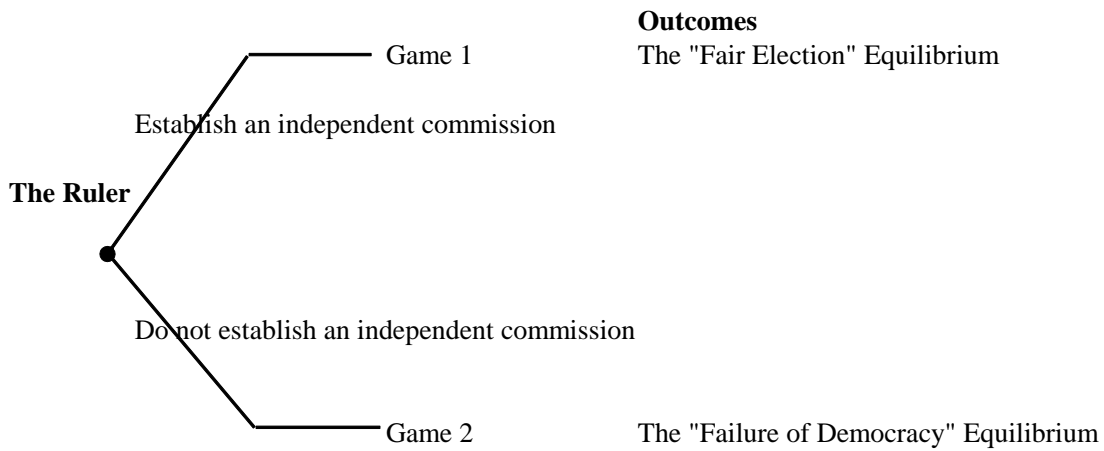 Outcomes
Game 1 The "Fair Election" Equilibrium
Establish an independent commission
The Ruler
Do not establish an independent commission
Game 2 The "Failure of Democracy" Equilibrium